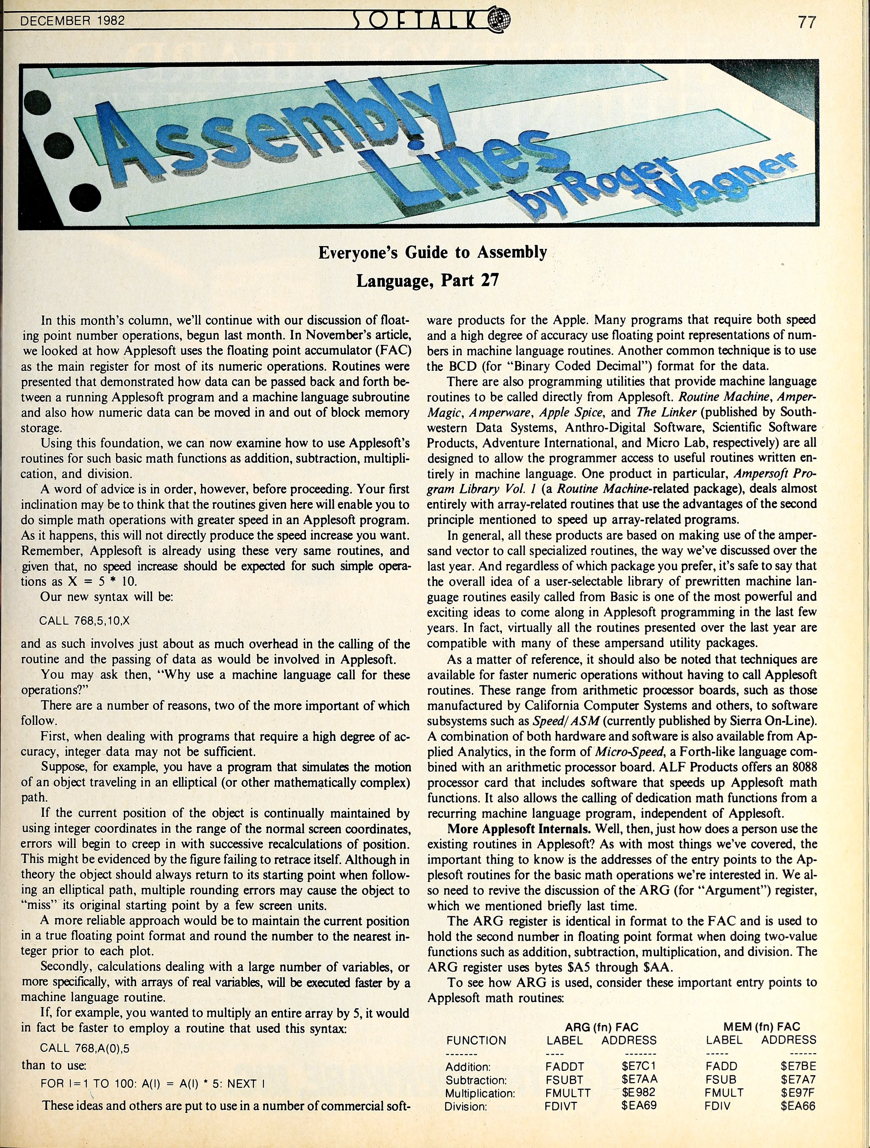 DECEMBER 1982
SOFTALK
77
Assembly
Lines
by Roger
Wagner
Everyone's Guide to Assembly
Language, Part 27
In this month's column, we'll continue with our discussion of float-
ing point number operations, begun last month. In November's article,
we looked at how Applesoft uses the floating point accumulator (FAC)
as the main register for most of its numeric operations. Routines were
presented that demonstrated how data can be passed back and forth be-
tween a running Applesoft program and a machine language subroutine
and also how numeric data can be moved in and out of block memory
storage.
Using this foundation, we can now examine how to use Applesoft's
routines for such basic math functions as addition, subtraction, multipli-
cation, and division.
A word of advice is in order, however, before proceeding. Your first
inclination may be to think that the routines given here will enable you to
do simple math operations with greater speed in an Applesoft program.
As it happens, this will not directly produce the speed increase you want.
Remember, Applesoft is already using these very same routines, and
given that, no speed increase should be expected for such simple opera-
tions as X = 5 * 10.
Our new syntax will be:
CALL 768,5,10,X
and as such involves just about as much overhead in the calling of the
routine and the passing of data as would be involved in Applesoft.
You may ask then, "Why use a machine language call for these
operations?"
There are a number of reasons, two of the more important of which
follow.
First, when dealing with programs that require a high degree of ac-
curacy, integer data may not be sufficient.
Suppose, for example, you have a program that simulates the motion
of an object traveling in an elliptical (or other mathematically complex)
path.
If the current position of the object is continually maintained by
using integer coordinates in the range of the normal screen coordinates,
errors will begin to creep in with successive recalculations of position.
This might be evidenced by the figure failing to retrace itself. Although in
theory the object should always return to its starting point when follow-
ing an elliptical path, multiple rounding errors may cause the object to
"miss" its original starting point by a few screen units.
A more reliable approach would be to maintain the current position
in a true floating point format and round the number to the nearest in-
teger prior to each plot.
Secondly, calculations dealing with a large number of variables, or
more specifically, with arrays of real variables, will be executed faster by a
machine language routine.
If, for example, you wanted to multiply an entire array by 5, it would
in fact be faster to employ a routine that used this syntax:
CALL 768,A(0),5
than to use:
FOR I=1 TO 100: A(I) = A(I) * 5: NEXT I
These ideas and others are put to use in a number of commercial soft-
ware products for the Apple. Many programs that require both speed
and a high degree of accuracy use floating point representations of num-
bers in machine language routines. Another common technique is to use
the BCD (for "Binary Coded Decimal") format for the data.
There are also programming utilities that provide machine language
routines to be called directly from Applesoft. Routine Machine, Amper-
Magic, Amperware, Apple Spice, and The Linker (published by South-
western Data Systems, Anthro-Digital Software, Scientific Software
Products, Adventure International, and Micro Lab, respectively) are all
designed to allow the programmer access to useful routines written en-
tirely in machine language. One product in particular, Ampersoft Pro-
gram Library Vol. 1 (a Routine Machine-related package), deals almost
entirely with array-related routines that use the advantages of the second
principle mentioned to speed up array-related programs.
In general, all these products are based on making use of the amper-
sand vector to call specialized routines, the way we've discussed over the
last year. And regardless of which package you prefer, it's safe to say that
the overall idea of a user-selectable library of prewritten machine lan-
guage routines easily called from Basic is one of the most powerful and
exciting ideas to come along in Applesoft programming in the last few
years. In fact, virtually all the routines presented over the last year are
compatible with many of these ampersand utility packages.
As a matter of reference, it should also be noted that techniques are
available for faster numeric operations without having to call Applesoft
routines. These range from arithmetic processor boards, such as those
manufactured by California Computer Systems and others, to software
subsystems such as Speed/ASM (currently published by Sierra On-Line).
A combination of both hardware and software is also available from Ap-
plied Analytics, in the form of Micro-Speed, a Forth-like language com-
bined with an arithmetic processor board. ALF Products offers an 8088
processor card that includes software that speeds up Applesoft math
functions. It also allows the calling of dedication math functions from a
recurring machine language program, independent of Applesoft.
More Applesoft Internals. Well, then, just how does a person use the
existing routines in Applesoft? As with most things we've covered, the
important thing to know is the addresses of the entry points to the Ap-
plesoft routines for the basic math operations we're interested in. We al-
so need to revive the discussion of the ARG (for "Argument") register,
which we mentioned briefly last time.
The ARG register is identical in format to the FAC and is used to
hold the second number in floating point format when doing two-value
functions such as addition, subtraction, multiplication, and division. The
ARG register uses bytes $A5 through $AA.
To see how ARG is used, consider these important entry points to
Applesoft math routines:
ARG (fn) FAC MEM (fn) FAC
FUNCTION LABEL ADDRESS LABEL ADDRESS
------- ---- ------- ----- ------
Addition: FADDT $E7C1 FADD $E7BE
Subtraction: FSUBT $E7AA FSUB $E7A7
Multiplication: FMULTT $E982 FMULT $E97F
Division: FDIVT $EA69 FDIV $EA66